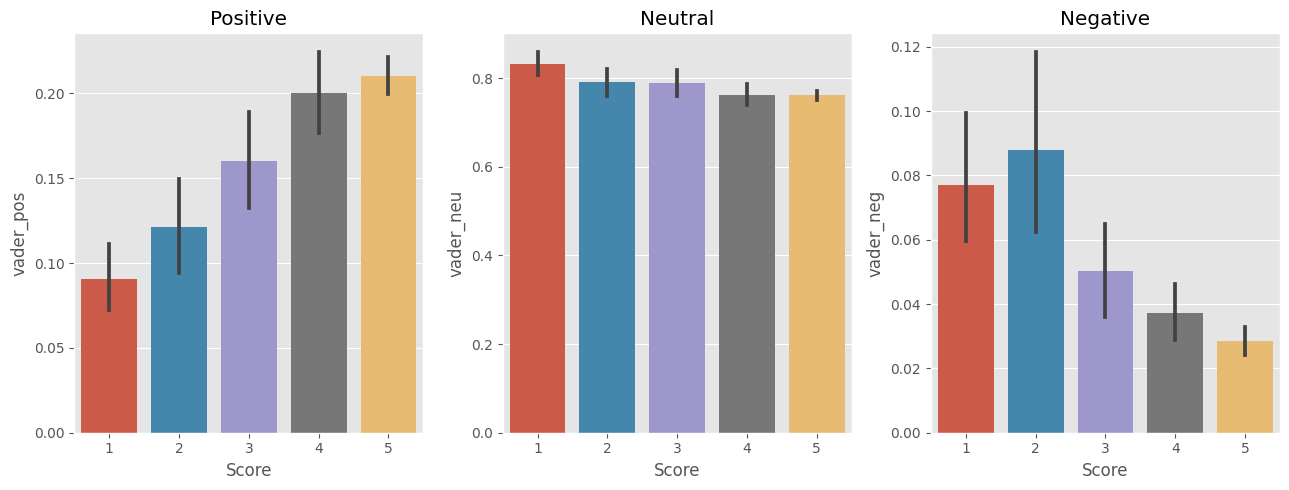 Positive
vader_pos
0.20
0.15
0.10
0.05
0.00
1 2 3 4 5
Score
Neutral
vader_neu
0.8
0.6
0.4
0.2
0.0
1 2 3 4 5
Score
Negative
vader_neg
0.12
0.10
0.08
0.06
0.04
0.02
0.00
1 2 3 4 5
Score